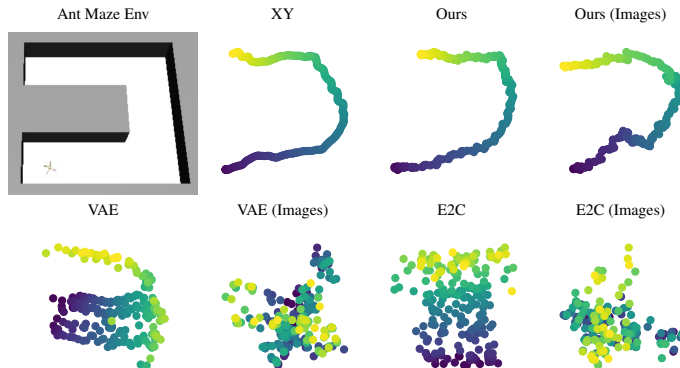 Ant Maze Env
XY
Ours
Ours (Images)
VAE
VAE (Images)
E2C
E2C (Images)